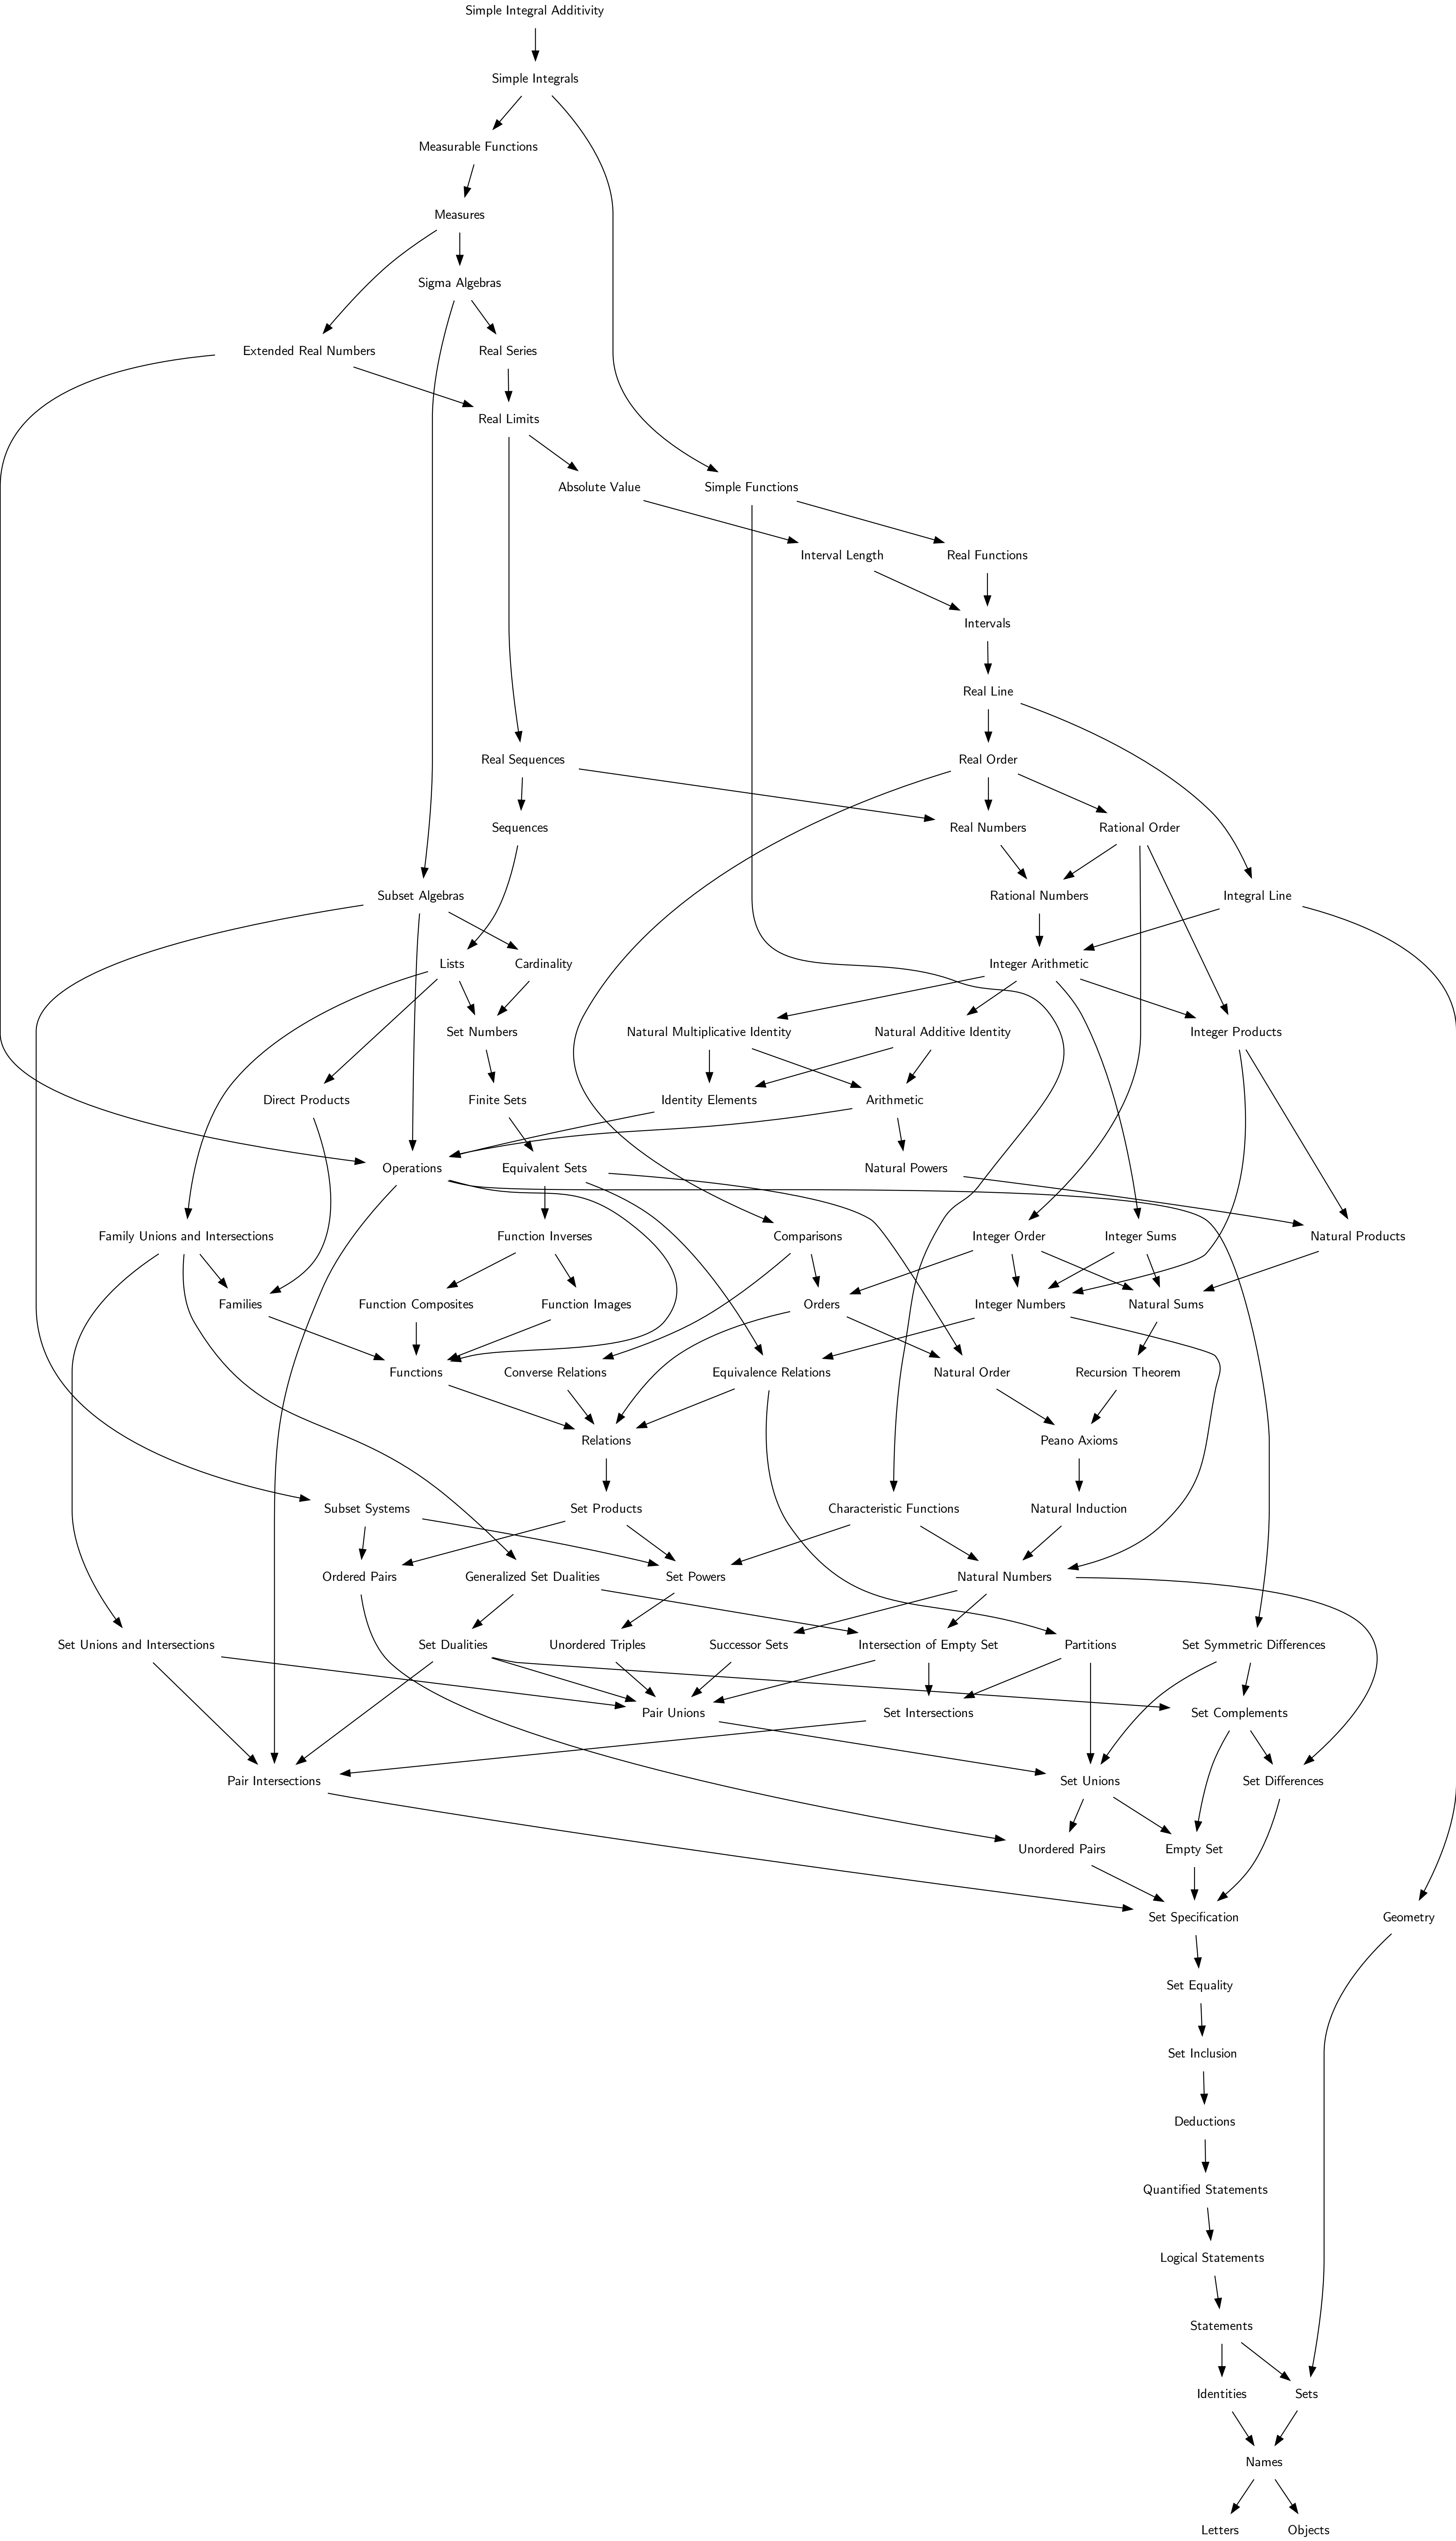 Simple Integral Additivity
Simple Integrals
Measurable Functions
Measures
Sigma Algebras
Extended Real Numbers
Real Series
Real Limits
Absolute Value
Simple Functions
Interval Length
Real Functions
Intervals
Real Line
Real Sequences
Real Order
Sequences
Real Numbers
Rational Order
Subset Algebras
Rational Numbers
Integral Line
Lists
Cardinality
Integer Arithmetic
Set Numbers
Natural Multiplicative Identity
Natural Additive Identity
Integer Products
Direct Products
Finite Sets
Identity Elements
Arithmetic
Operations
Equivalent Sets
Natural Powers
Family Unions and Intersections
Function Inverses
Comparisons
Integer Order
Integer Sums
Natural Products
Families
Function Composites
Function Images
Orders
Integer Numbers
Natural Sums
Functions
Converse Relations
Equivalence Relations
Natural Order
Recursion Theorem
Relations
Peano Axioms
Subset Systems
Set Products
Characteristic Functions
Natural Induction
Ordered Pairs
Generalized Set Dualities
Set Powers
Natural Numbers
Set Unions and Intersections
Set Dualities
Unordered Triples
Successor Sets
Intersection of Empty Set
Partitions
Set Symmetric Differences
Pair Unions
Set Intersections
Set Complements
Pair Intersections
Set Unions
Set Differences
Unordered Pairs
Empty Set
Set Specification
Geometry
Set Equality
Set Inclusion
Deductions
Quantified Statements
Logical Statements
Statements
Identities
Sets
Names
Letters
Objects